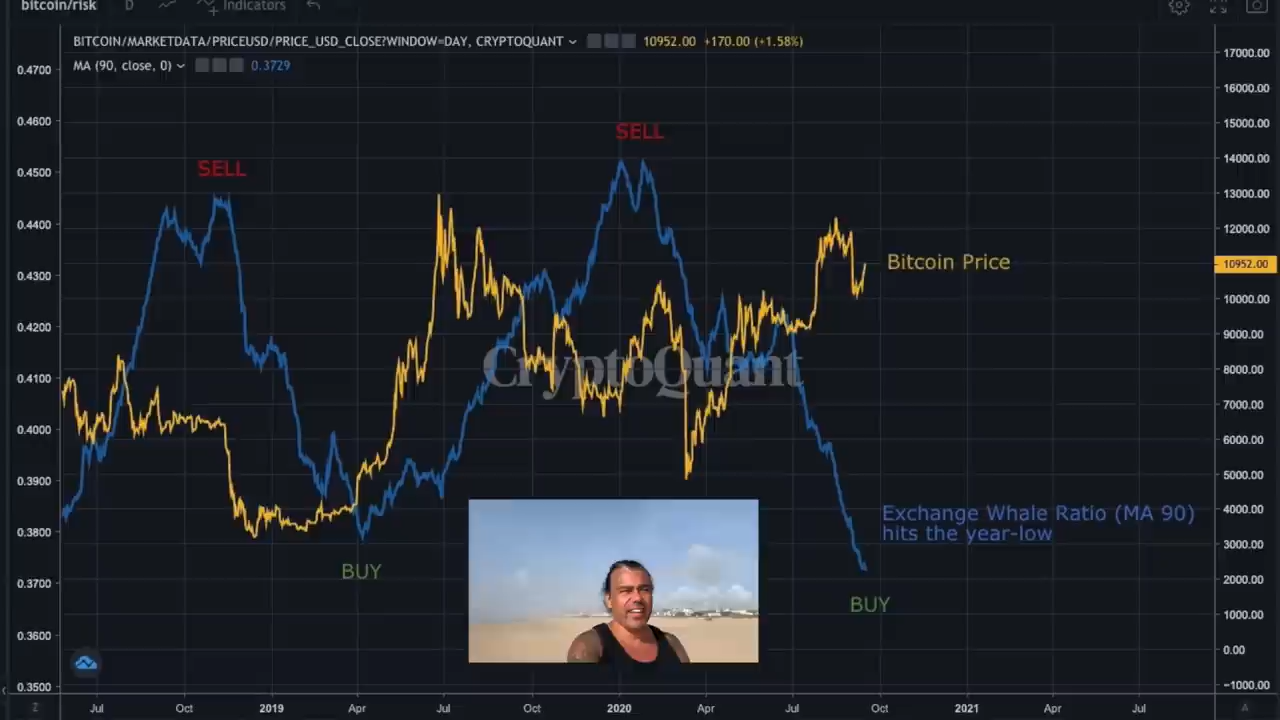 bitcoin/risk D Indicators
BITCOIN/MARKETDATA/PRICEUSD/PRICE_USD_CLOSE?WINDOW=DAY, CRYPTOQUANT 10952.00 +170.00 (+1.58%)
MA (90, close, 0) 0.3729
0.4700
0.4600
0.4500
0.4400
0.4300
0.4200
0.4100
0.4000
0.3900
0.3800
0.3700
0.3600
0.3500
SELL
SELL
Bitcoin Price
CryptoQuant
Exchange Whale Ratio (MA 90)
hits the year-low
BUY
BUY
17000.00
16000.00
15000.00
14000.00
13000.00
12000.00
10952.00
10000.00
9000.00
8000.00
7000.00
6000.00
5000.00
4000.00
3000.00
2000.00
1000.00
0.00
−1000.00
Z Jul Oct 2019 Apr Jul Oct 2020 Apr Jul Oct 2021 Apr Jul A